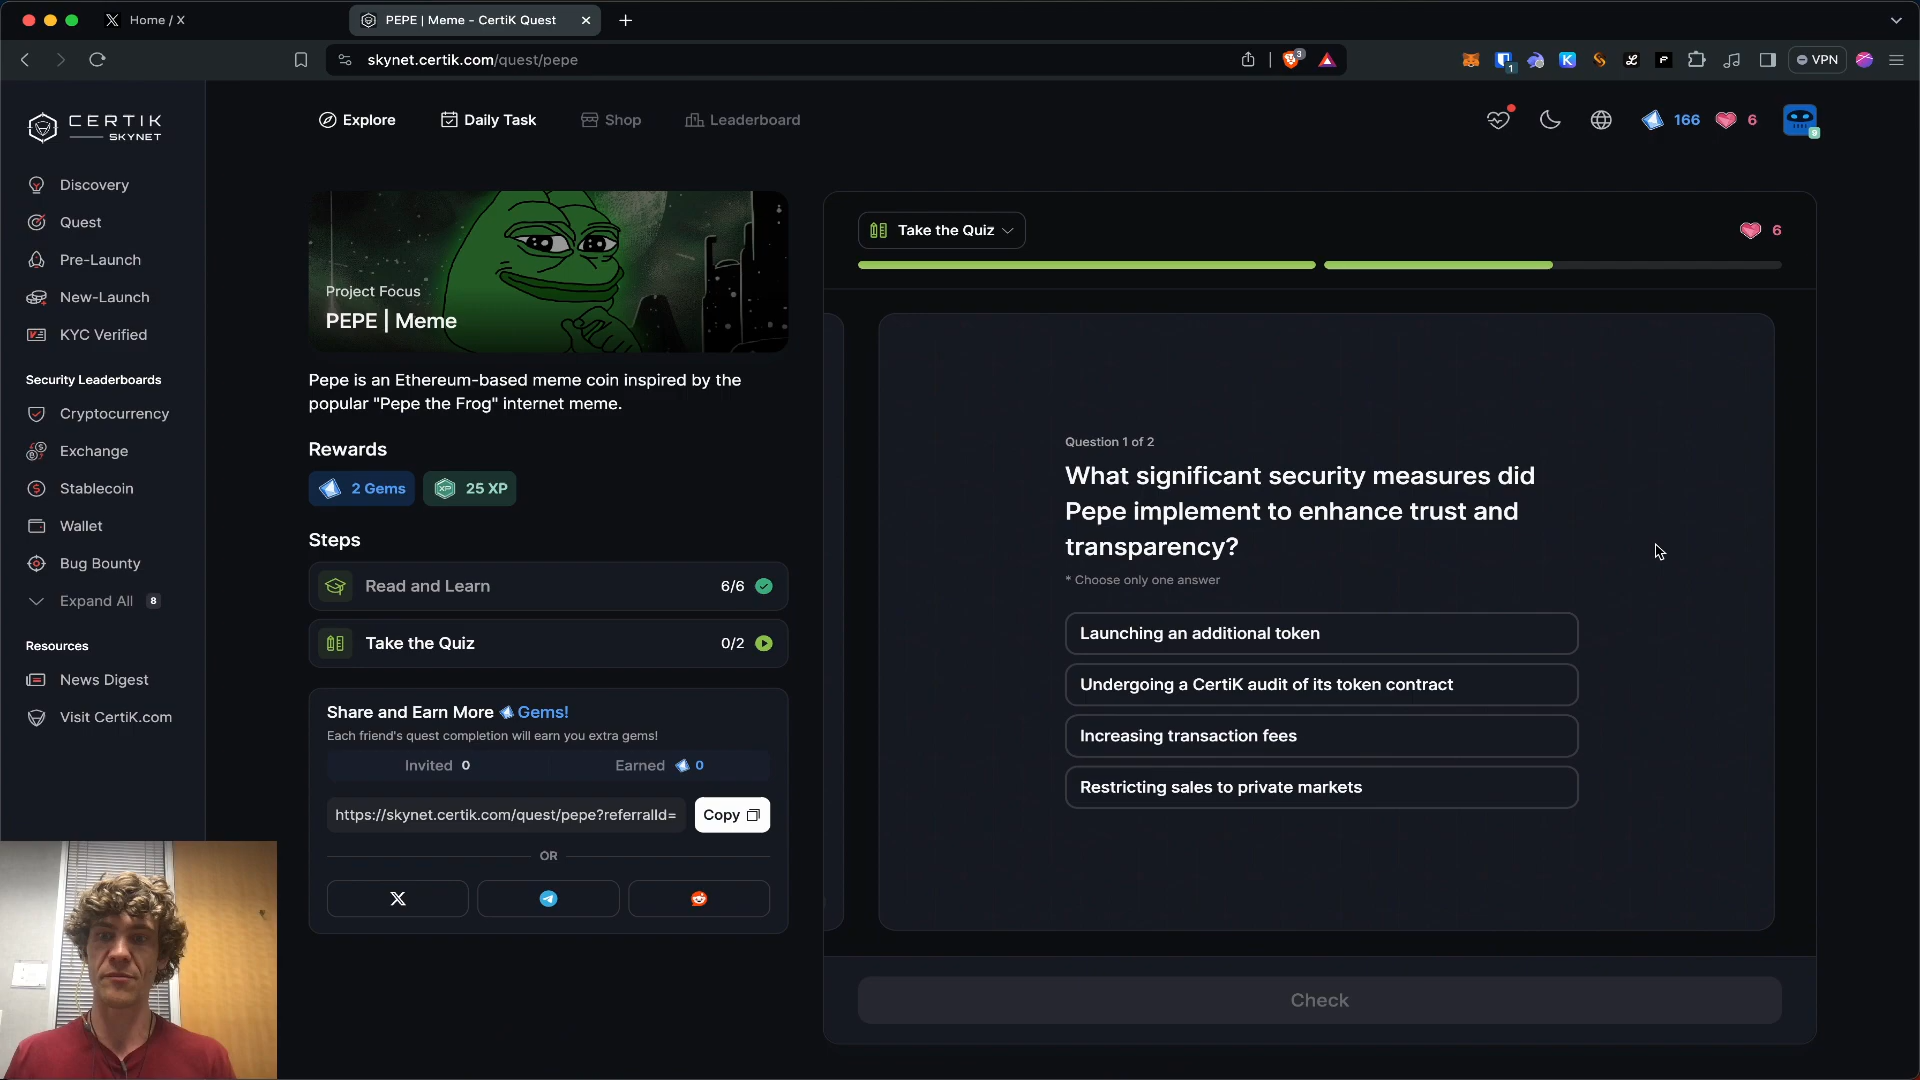 Home / X
PEPE | Meme - CertiK Quest
skynet.certik.com/quest/pepe
3
1
VPN
CERTIK
SKYNET
Explore
Daily Task
Shop
Leaderboard
166
6
9
Discovery
Quest
Pre-Launch
New-Launch
KYC Verified
Security Leaderboards
Cryptocurrency
Exchange
Stablecoin
Wallet
Bug Bounty
Expand All 8
Resources
News Digest
Visit CertiK.com
Project Focus
PEPE | Meme
Pepe is an Ethereum-based meme coin inspired by the
popular "Pepe the Frog" internet meme.
Rewards
2 Gems
XP 25 XP
Steps
Read and Learn 6/6
Take the Quiz 0/2
Share and Earn More Gems!
Each friend's quest completion will earn you extra gems!
Invited 0 Earned 0
https://skynet.certik.com/quest/pepe?referralId=
Copy
OR
Take the Quiz
6
Question 1 of 2
What significant security measures did
Pepe implement to enhance trust and
transparency?
* Choose only one answer
Launching an additional token
Undergoing a CertiK audit of its token contract
Increasing transaction fees
Restricting sales to private markets
Check